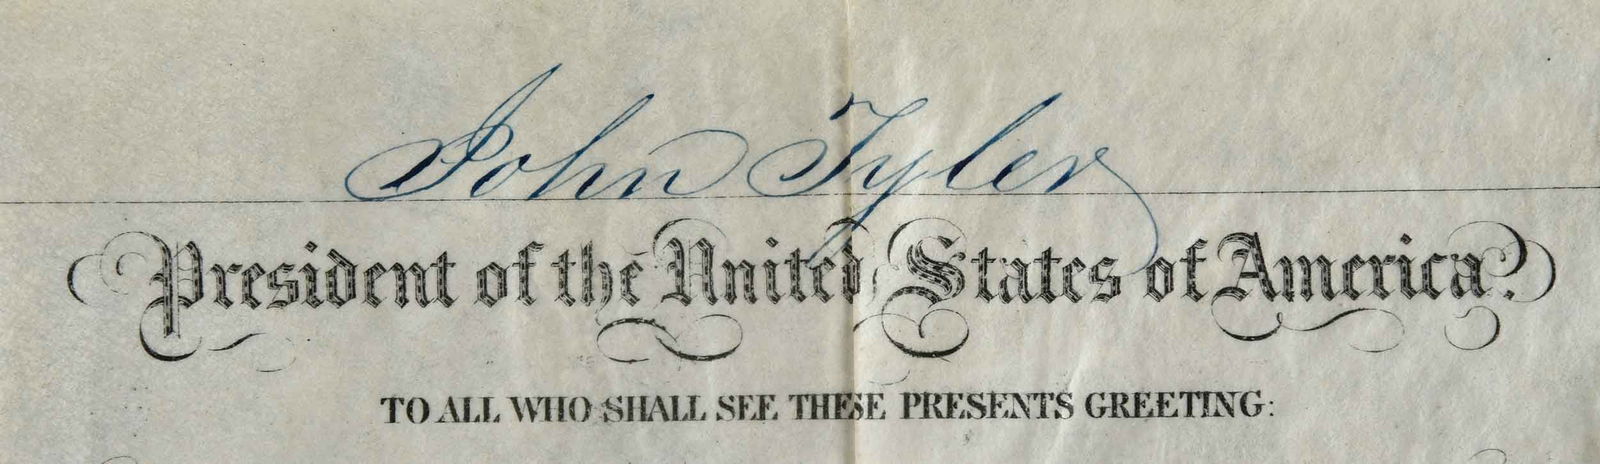 John Tyler
President of the United States of America.
TO ALL WHO SHALL SEE THESE PRESENTS GREETING: